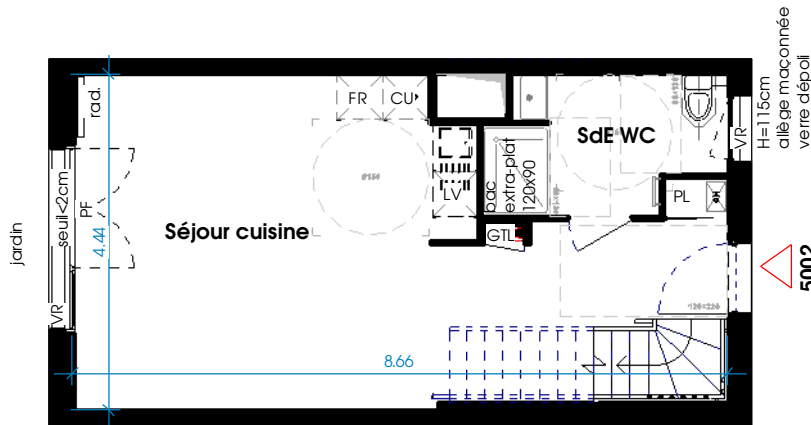 jardin
seuil<2cm
VR
PF
rad.
4.44
Séjour cuisine
8.66
FR
CU
LV
GTL
bac
extra-plat
120x90
SdE WC
PL
VR
H=115cm
allège maçonnée
verre dépoli
5002